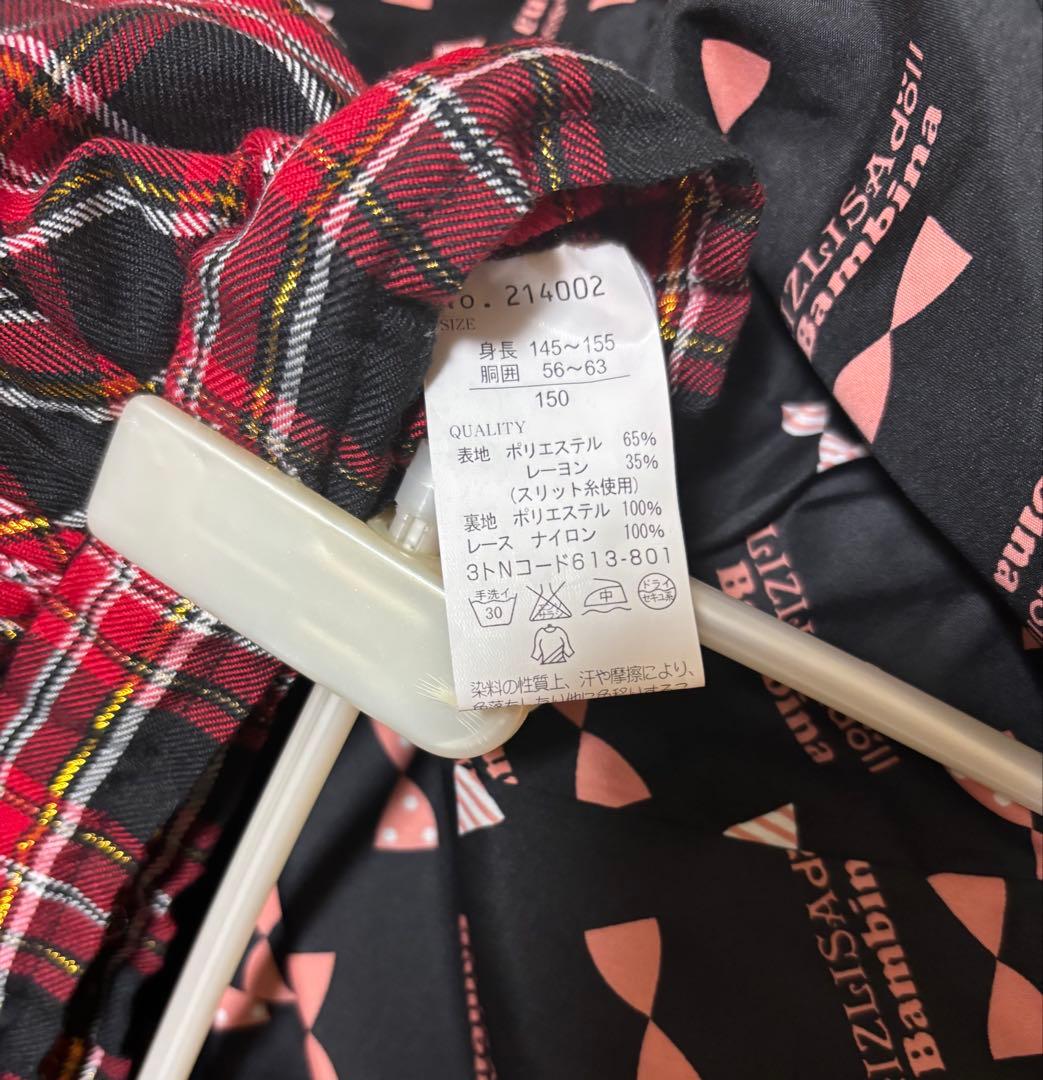 No. 214002
SIZE
身長 145~155
胴囲 56~63
150
QUALITY
表地 ポリエステル 65%
レーヨン 35%
(スリット糸使用)
裏地 ポリエステル 100%
レース ナイロン 100%
3トNコード613-801
手洗イ
30
中
ドライ
セキユ系
染料の性質上、汗や摩擦により、
LIZLISAdoll
Bambina
LIZLISAdoll
Bambina
LIZLISAdoll
Bambina